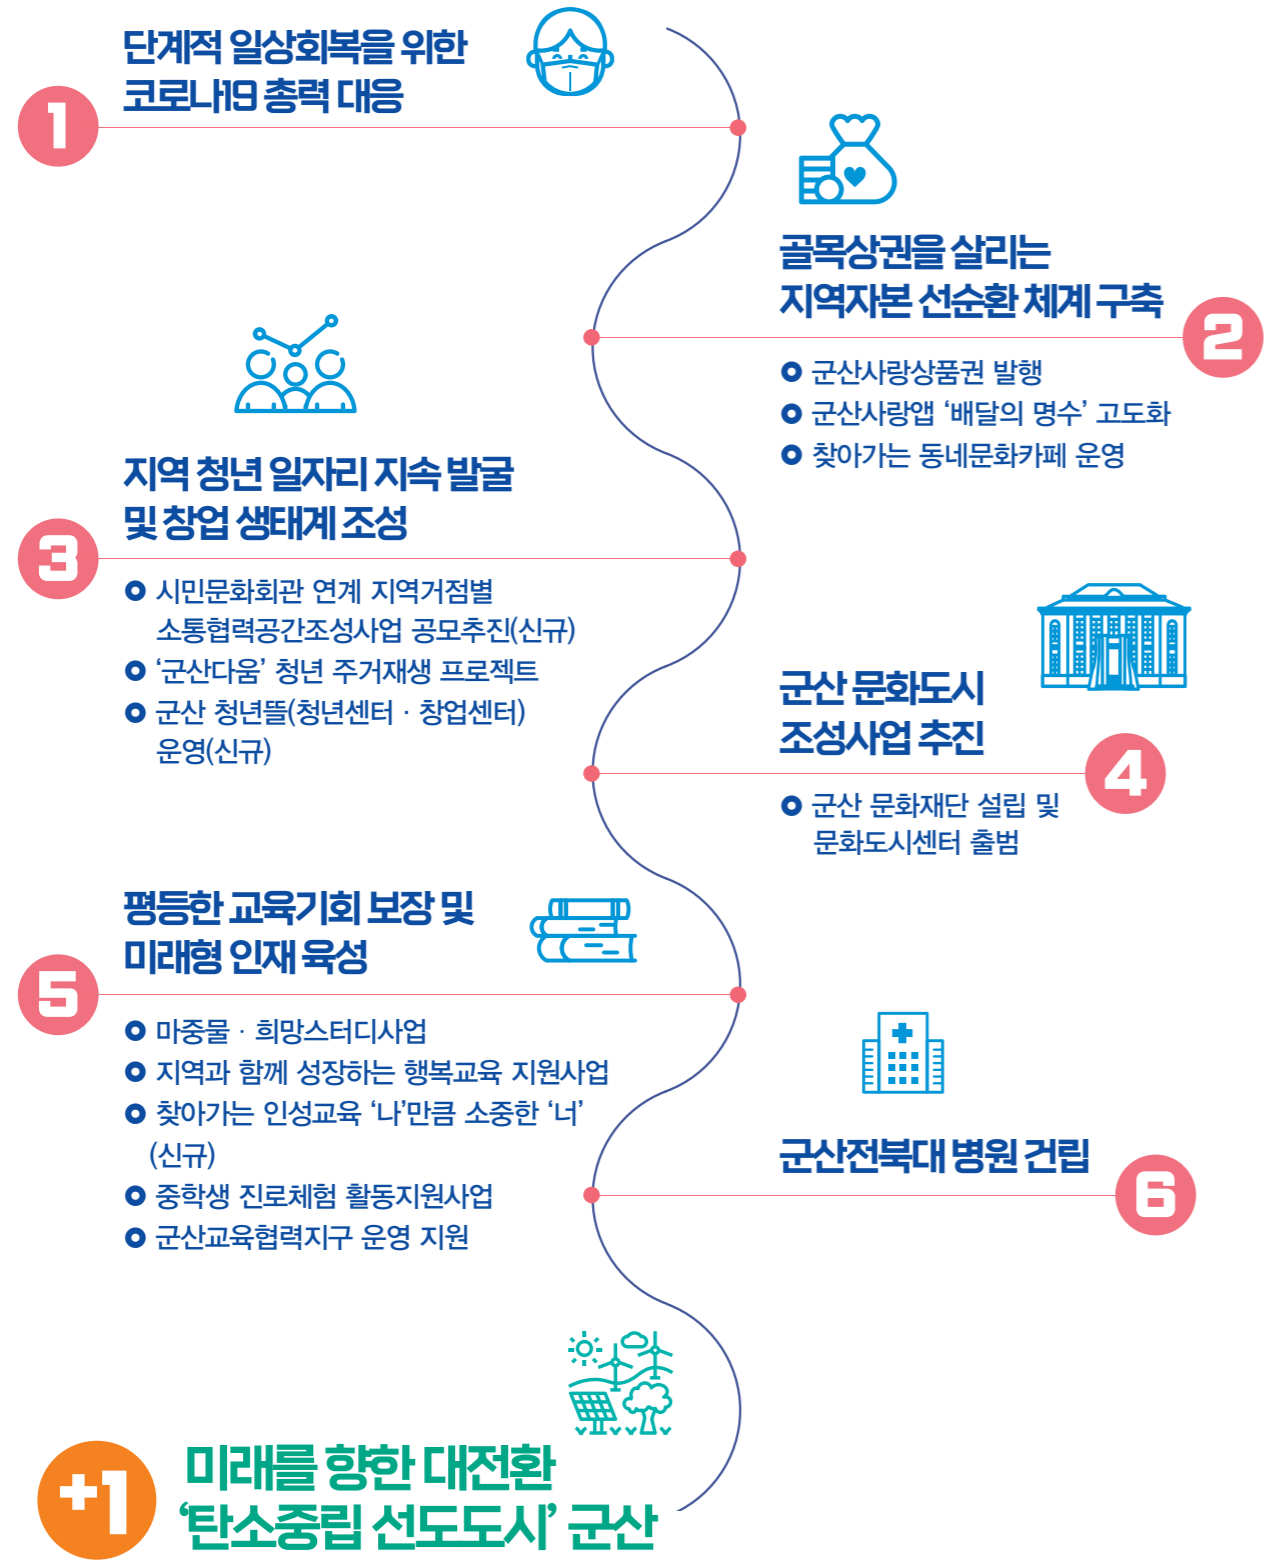 단계적 일상회복을 위한
코로나19 총력 대응
1
골목상권을 살리는
지역자본 선순환 체계 구축
2
군산사랑상품권 발행
군산사랑앱 ‘배달의 명수’ 고도화
찾아가는 동네문화카페 운영
지역 청년 일자리 지속 발굴
및 창업 생태계 조성
3
시민문화회관 연계 지역거점별
소통협력공간조성사업 공모추진(신규)
‘군산다움’ 청년 주거재생 프로젝트
군산 청년뜰(청년센터 · 창업센터)
운영(신규)
군산 문화도시
조성사업 추진
4
군산 문화재단 설립 및
문화도시센터 출범
평등한 교육기회 보장 및
미래형 인재 육성
5
마중물 · 희망스터디사업
지역과 함께 성장하는 행복교육 지원사업
찾아가는 인성교육 ‘나’만큼 소중한 ‘너’
(신규)
중학생 진로체험 활동지원사업
군산교육협력지구 운영 지원
군산전북대 병원 건립
6
+1
미래를 향한 대전환
‘탄소중립 선도도시’ 군산